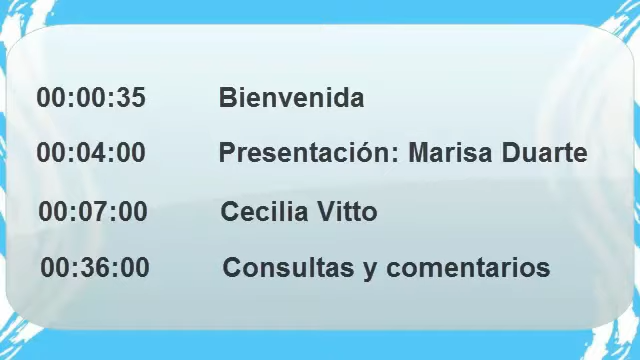 00:00:35 Bienvenida
00:04:00 Presentación: Marisa Duarte
00:07:00 Cecilia Vitto
00:36:00 Consultas y comentarios